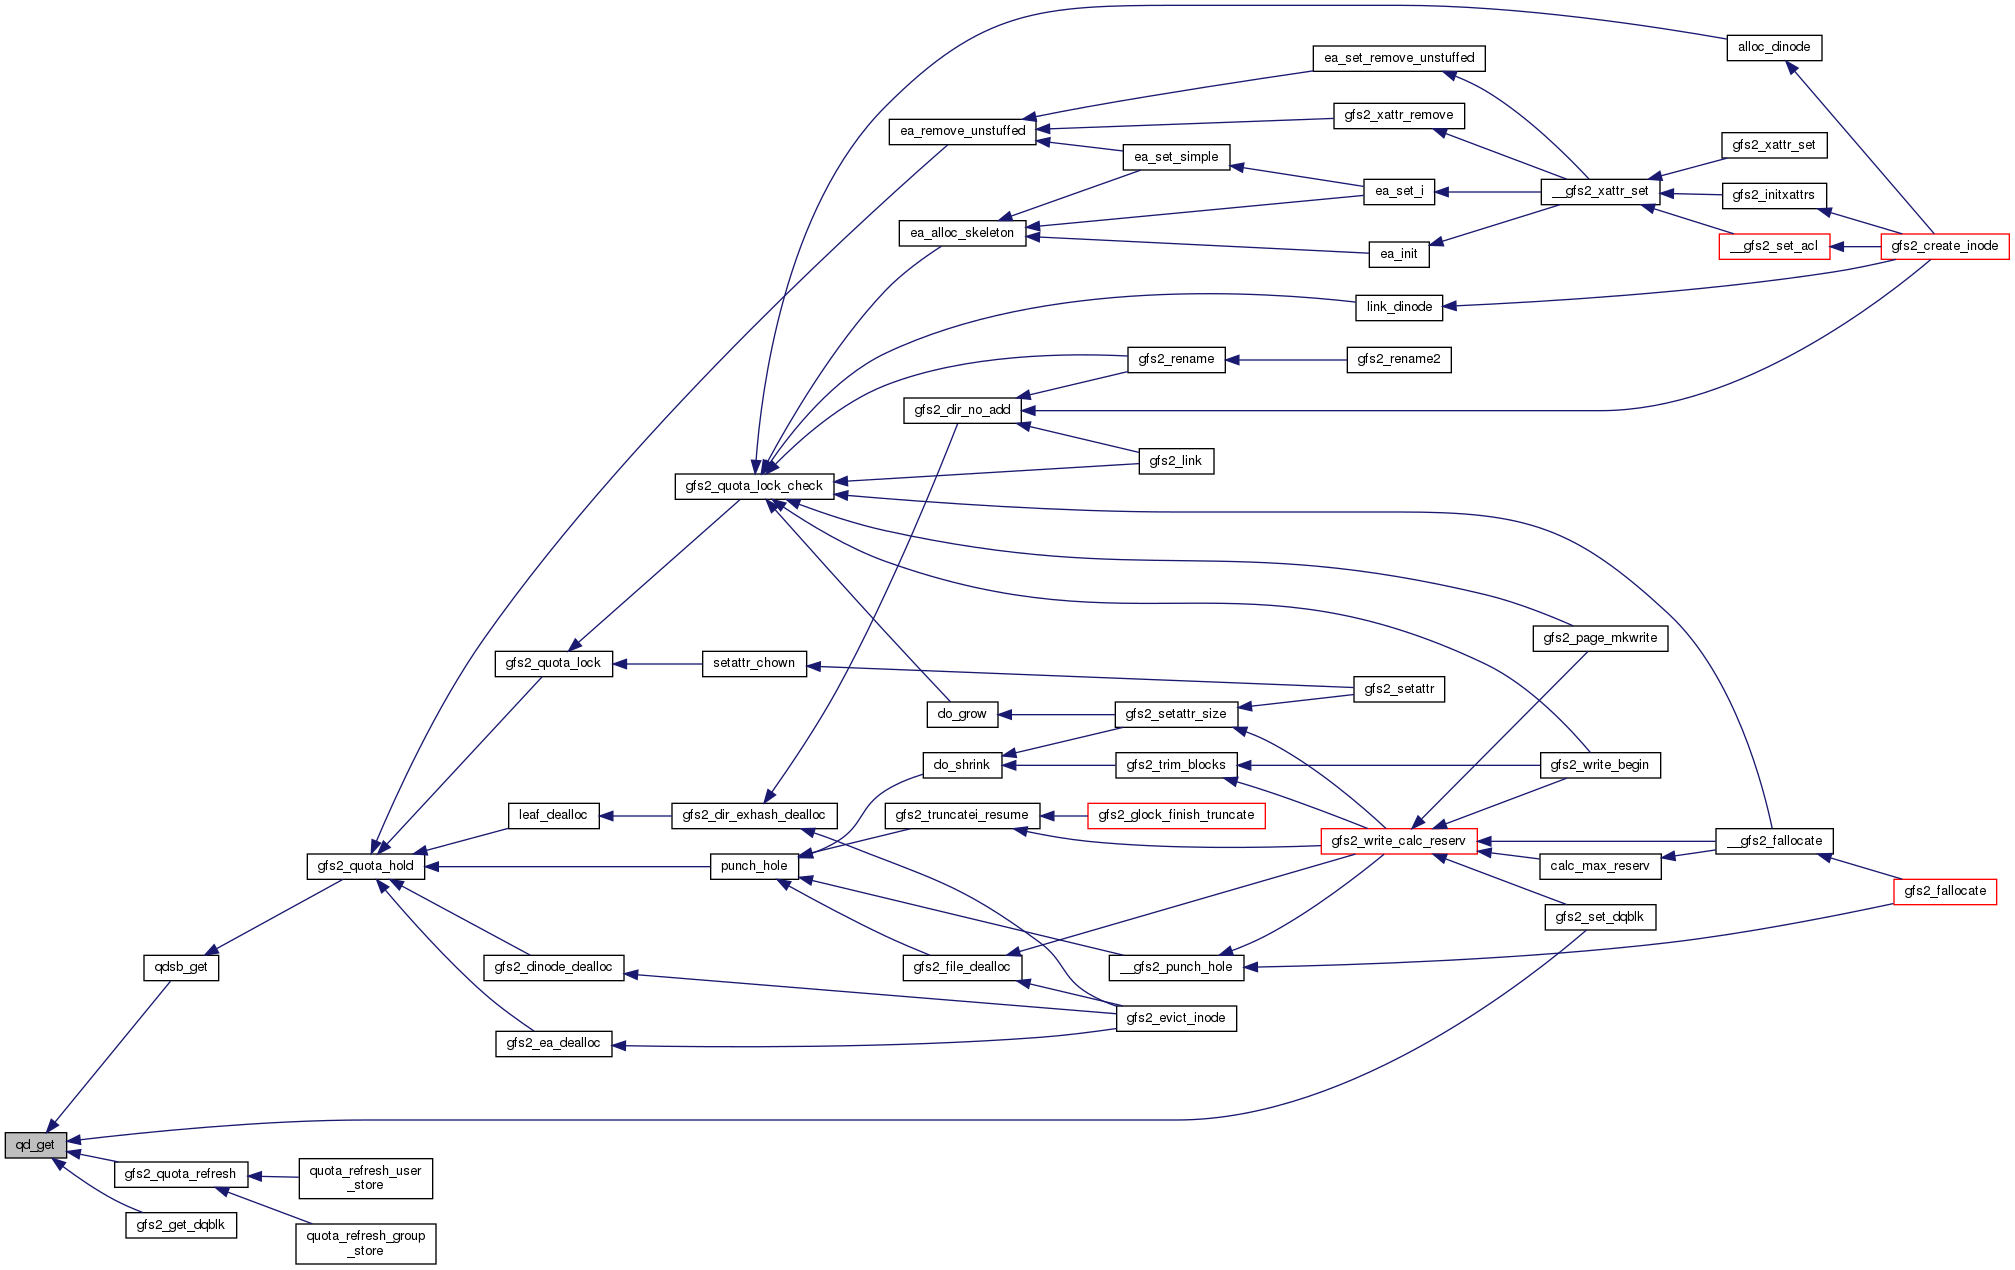 alloc_dinode
ea_set_remove_unstuffed
gfs2_xattr_remove
ea_remove_unstuffed
gfs2_xattr_set
ea_set_simple
ea_set_i
__gfs2_xattr_set
gfs2_initxattrs
ea_alloc_skeleton
ea_init
__gfs2_set_acl
gfs2_create_inode
link_dinode
gfs2_rename
gfs2_rename2
gfs2_dir_no_add
gfs2_link
gfs2_quota_lock_check
gfs2_page_mkwrite
gfs2_quota_lock
setattr_chown
gfs2_setattr
do_grow
gfs2_setattr_size
do_shrink
gfs2_trim_blocks
gfs2_write_begin
leaf_dealloc
gfs2_dir_exhash_dealloc
gfs2_truncatei_resume
gfs2_glock_finish_truncate
gfs2_write_calc_reserv
__gfs2_fallocate
gfs2_quota_hold
punch_hole
calc_max_reserv
gfs2_fallocate
gfs2_set_dqblk
qdsb_get
gfs2_dinode_dealloc
gfs2_file_dealloc
__gfs2_punch_hole
gfs2_evict_inode
gfs2_ea_dealloc
qd_get
gfs2_quota_refresh
quota_refresh_user
_store
gfs2_get_dqblk
quota_refresh_group
_store